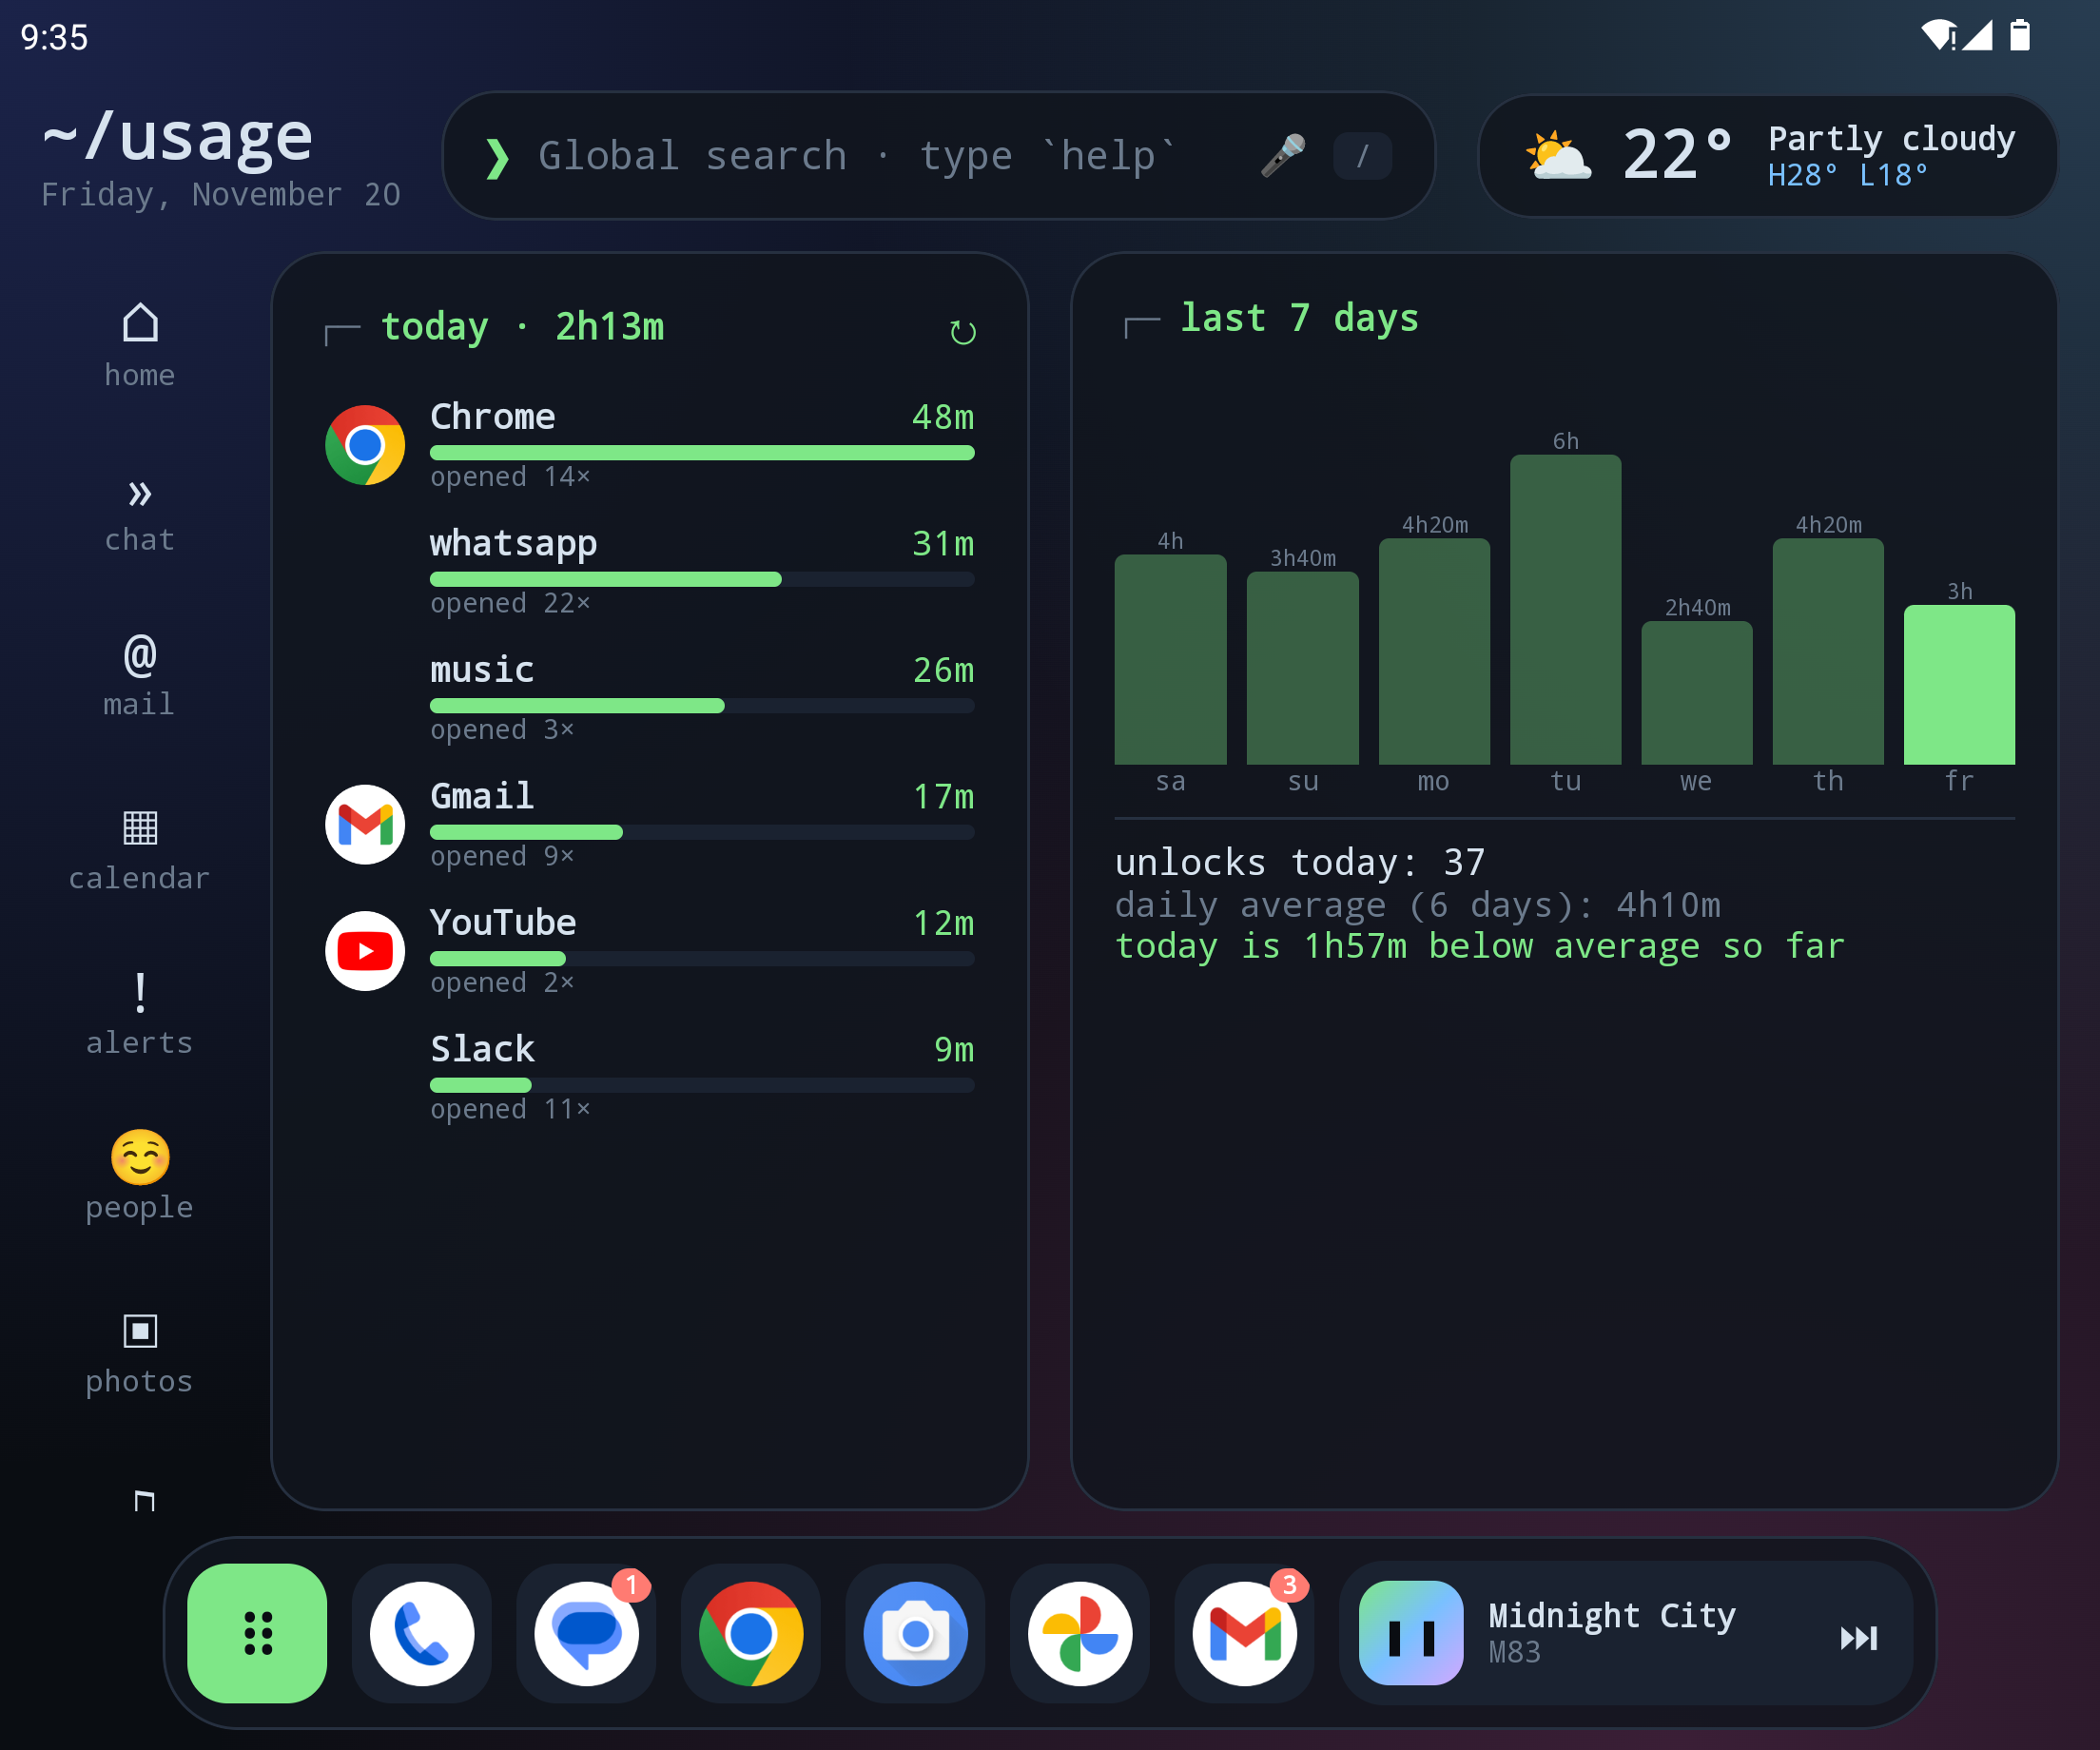 9:35
~/usage
Friday, November 20
❯ Global search · type `help`
/
22°
Partly cloudy
H28° L18°
home
chat
@
mail
calendar
!
alerts
people
photos
today · 2h13m
Chrome 48m
opened 14×
whatsapp 31m
opened 22×
music 26m
opened 3×
Gmail 17m
opened 9×
YouTube 12m
opened 2×
Slack 9m
opened 11×
last 7 days
4h 3h40m 4h20m 6h 2h40m 4h20m 3h
sa su mo tu we th fr
unlocks today: 37
daily average (6 days): 4h10m
today is 1h57m below average so far
1
3
Midnight City
M83